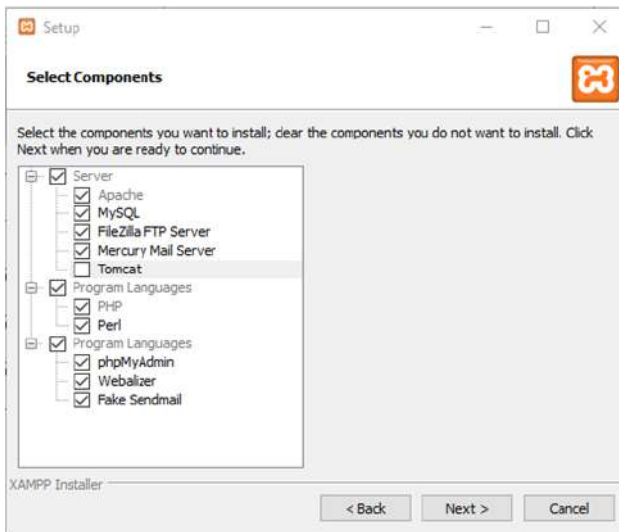 Setup
Select Components
Select the components you want to install; clear the components you do not want to install. Click
Next when you are ready to continue.
Server
Apache
MySQL
FileZilla FTP Server
Mercury Mail Server
Tomcat
Program Languages
PHP
Perl
Program Languages
phpMyAdmin
Webalizer
Fake Sendmail
XAMPP Installer
< Back
Next >
Cancel